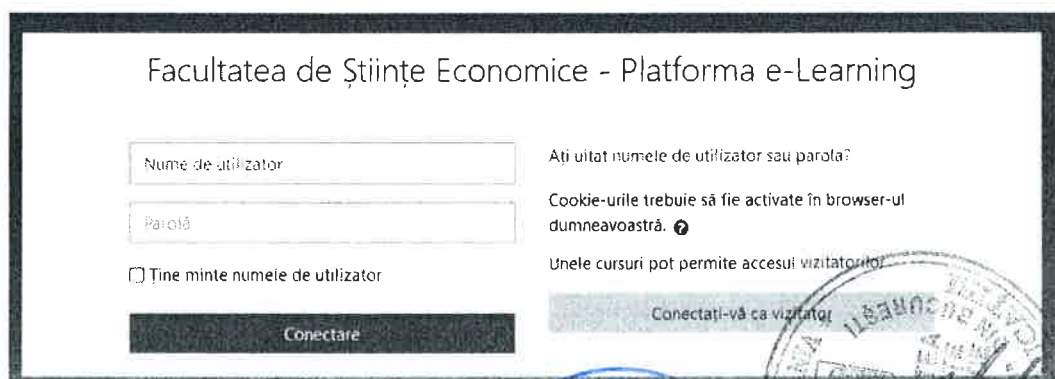 Facultatea de Științe Economice - Platforma e-Learning
Nume de utilizator
Parolă
Ține minte numele de utilizator
Conectare
Ați uitat numele de utilizator sau parola?
Cookie-urile trebuie să fie activate în browser-ul
dumneavoastră.
Unele cursuri pot permite accesul vizitatorilor
Conectați-vă ca vizitator
BUCUREȘTI